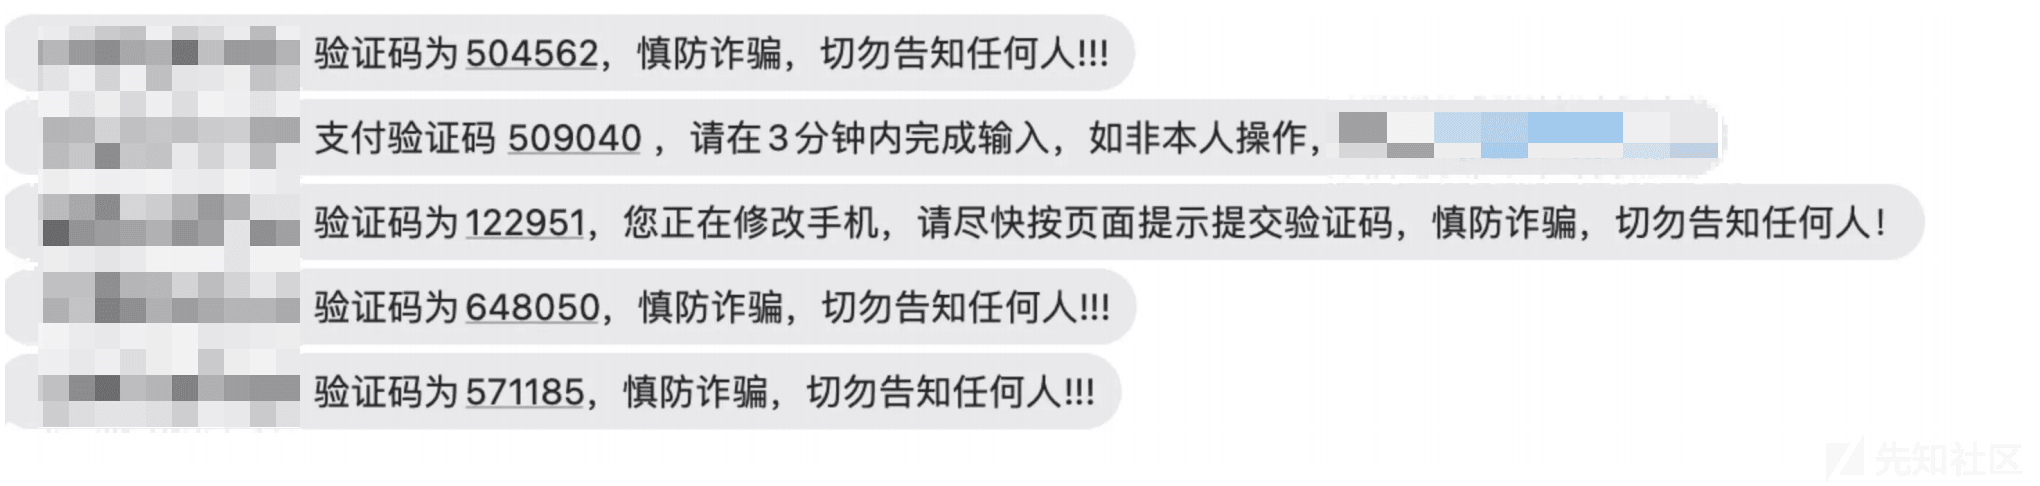 验证码为504562，慎防诈骗，切勿告知任何人!!!
支付验证码 509040 ，请在3分钟内完成输入，如非本人操作，
验证码为122951，您正在修改手机，请尽快按页面提示提交验证码，慎防诈骗，切勿告知任何人！
验证码为648050，慎防诈骗，切勿告知任何人!!!
验证码为571185，慎防诈骗，切勿告知任何人!!!
先知社区